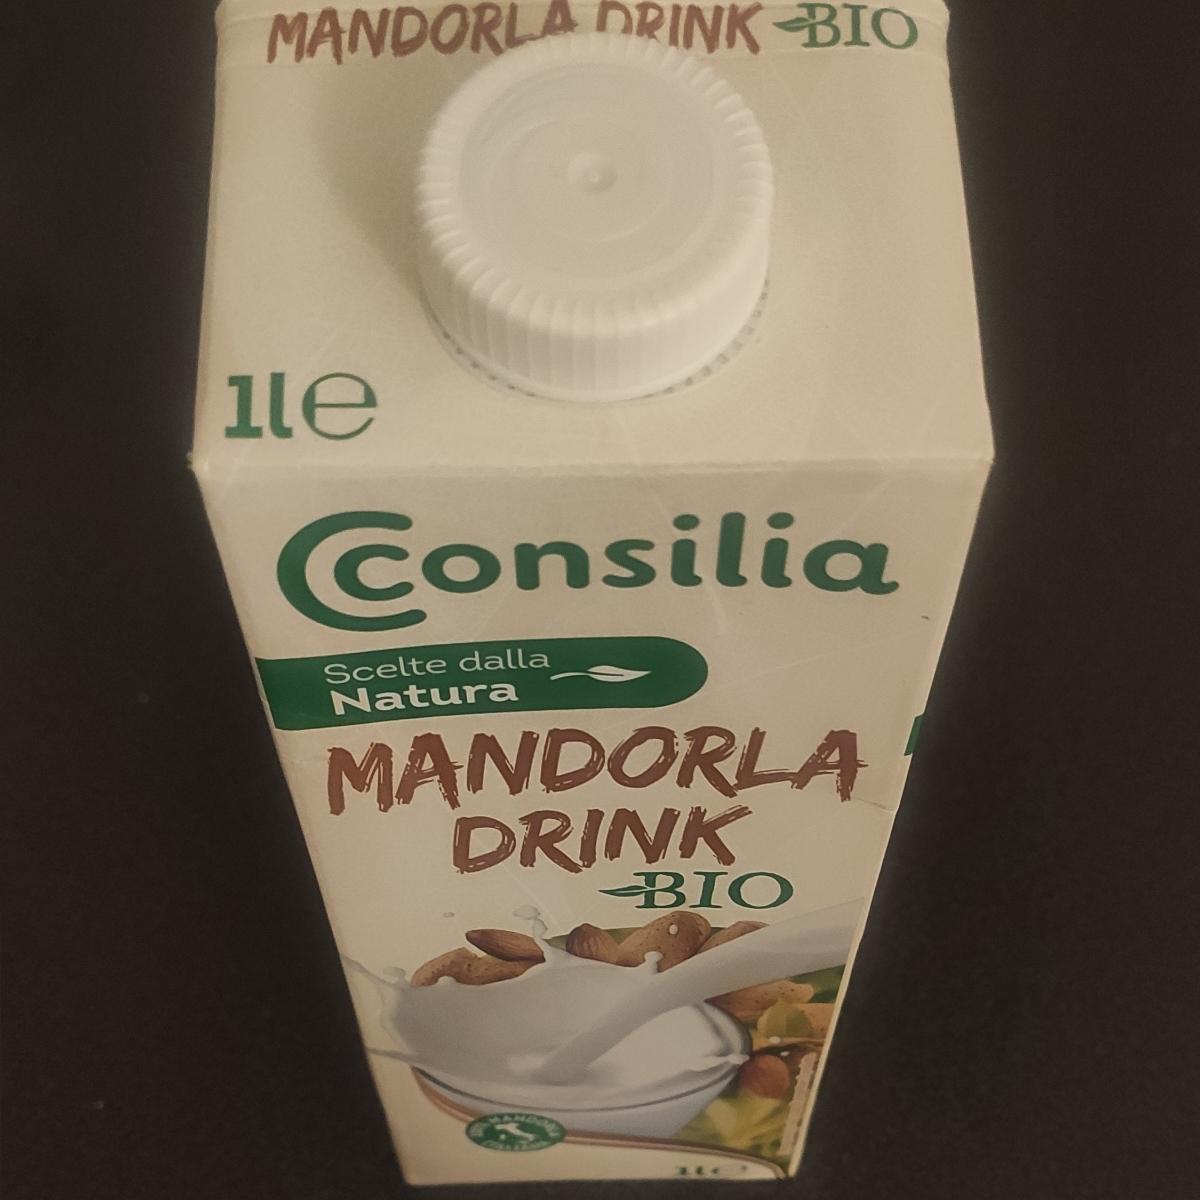 MANDORLA DRINK BIO
1l e
Consilia
Scelte dalla
Natura
MANDORLA
DRINK
BIO
1l e